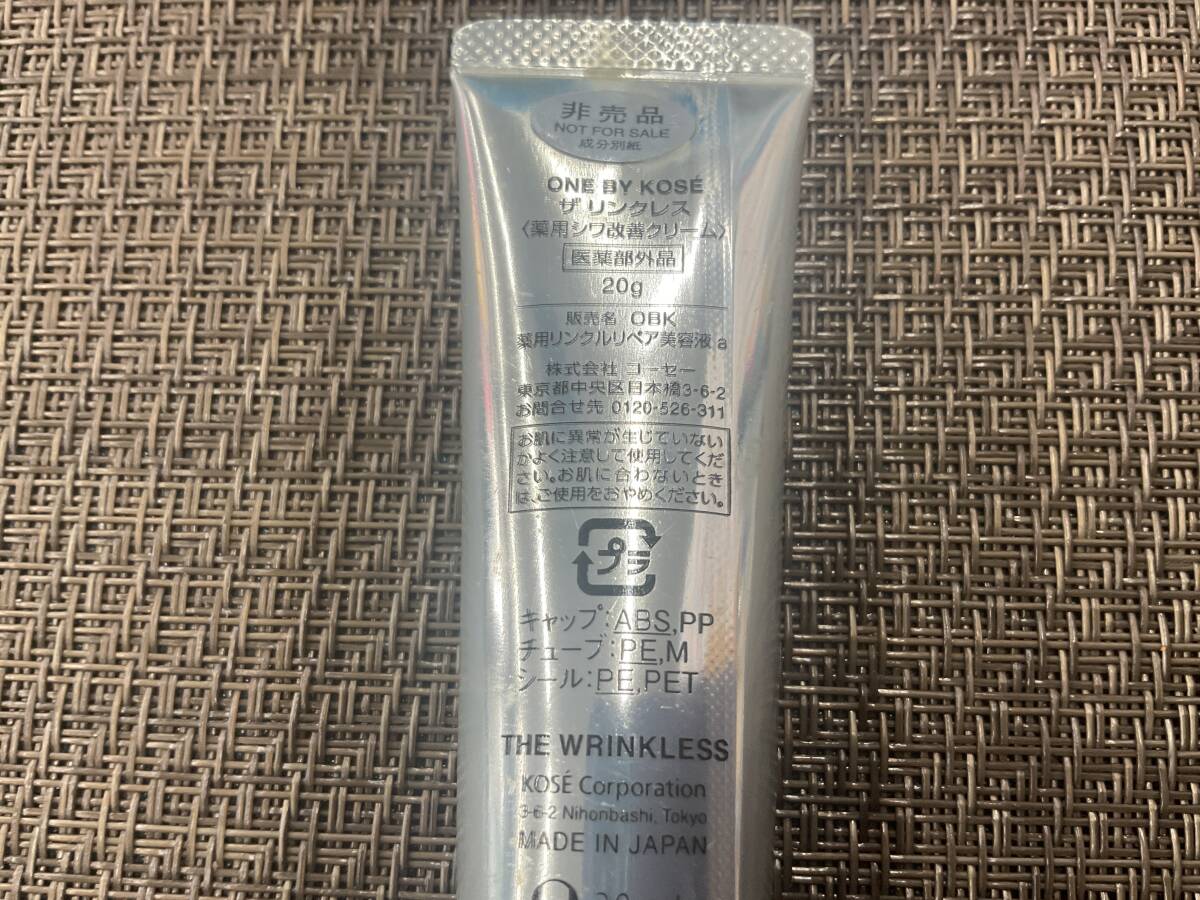 非売品
NOT FOR SALE
成分別紙
ONE BY KOSÉ
ザ リンクレス
〈薬用シワ改善クリーム〉
医薬部外品
20g
販売名 OBK
薬用リンクルリペア美容液a
株式会社 コーセー
東京都中央区日本橋3-6-2
お問合せ先 0120-526-311
お肌に異常が生じていない
かよく注意して使用してくだ
さい。お肌に合わないとき
は、ご使用をおやめください。
プラ
キャップ:ABS,PP
チューブ:PE,M
シール:PE,PET
THE WRINKLESS
KOSÉ Corporation
3-6-2 Nihonbashi, Tokyo
MADE IN JAPAN